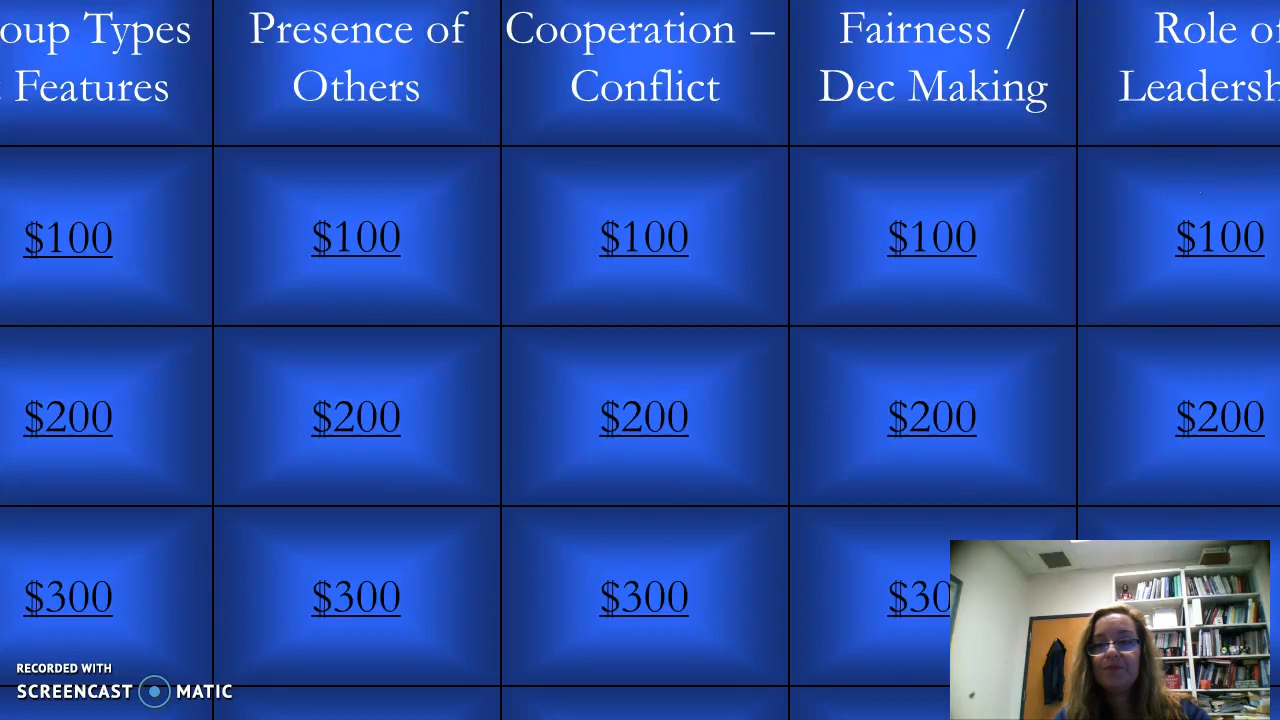 oup Types
Features
Presence of
Others
Cooperation –
Conflict
Fairness /
Dec Making
Role o
Leadersh
$100
$100
$100
$100
$100
$200
$200
$200
$200
$200
$300
$300
$300
$30
RECORDED WITH
SCREENCAST MATIC